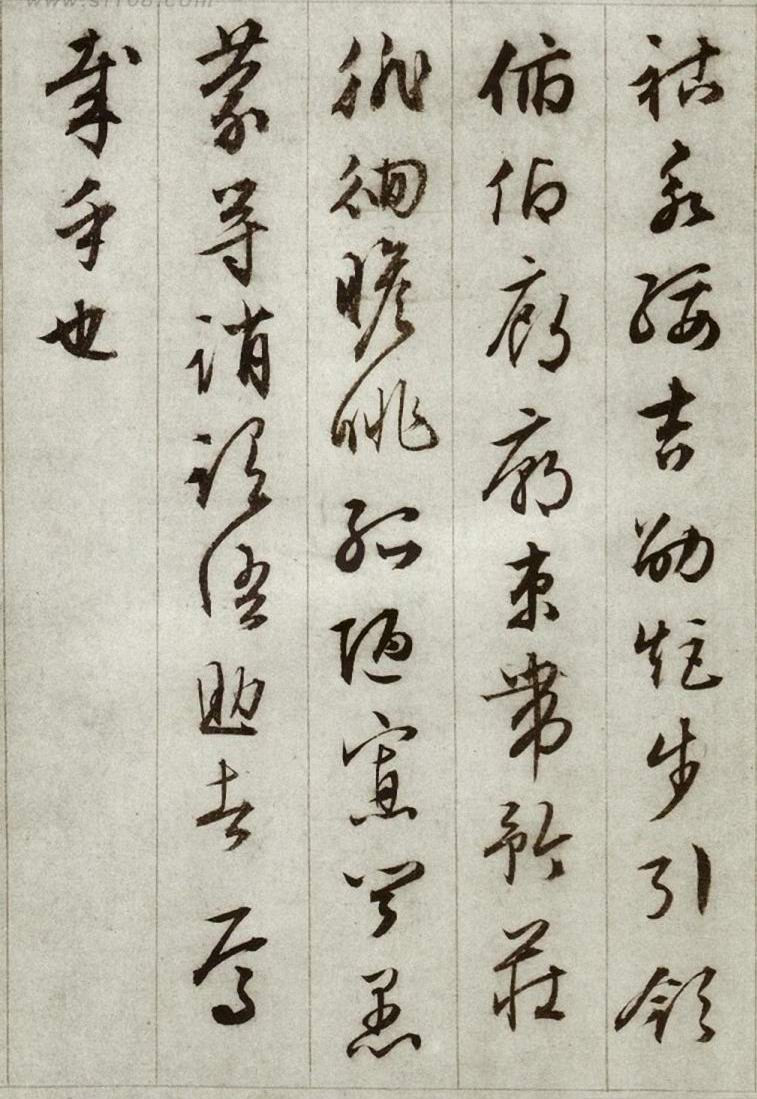 祜永綏吉劭矩步引領
俯仰廊廟束帶矜莊
徘徊瞻眺孤陋寡聞愚
蒙等誚謂語助者焉
哉乎也